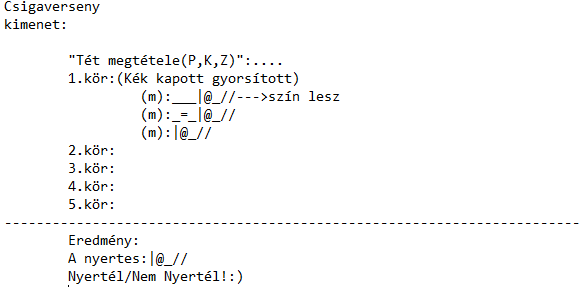 Csigaverseny
kimenet:
"Tét megtétele(P,K,Z)":....
1.kör:(Kék kapott gyorsított)
(m):___|@_//--->szín lesz
(m):_=_|@_//
(m):|@_//
2.kör:
3.kör:
4.kör:
5.kör:
-----------------------------------------------------------------------
Eredmény:
A nyertes:|@_//
Nyertél/Nem Nyertél!:)